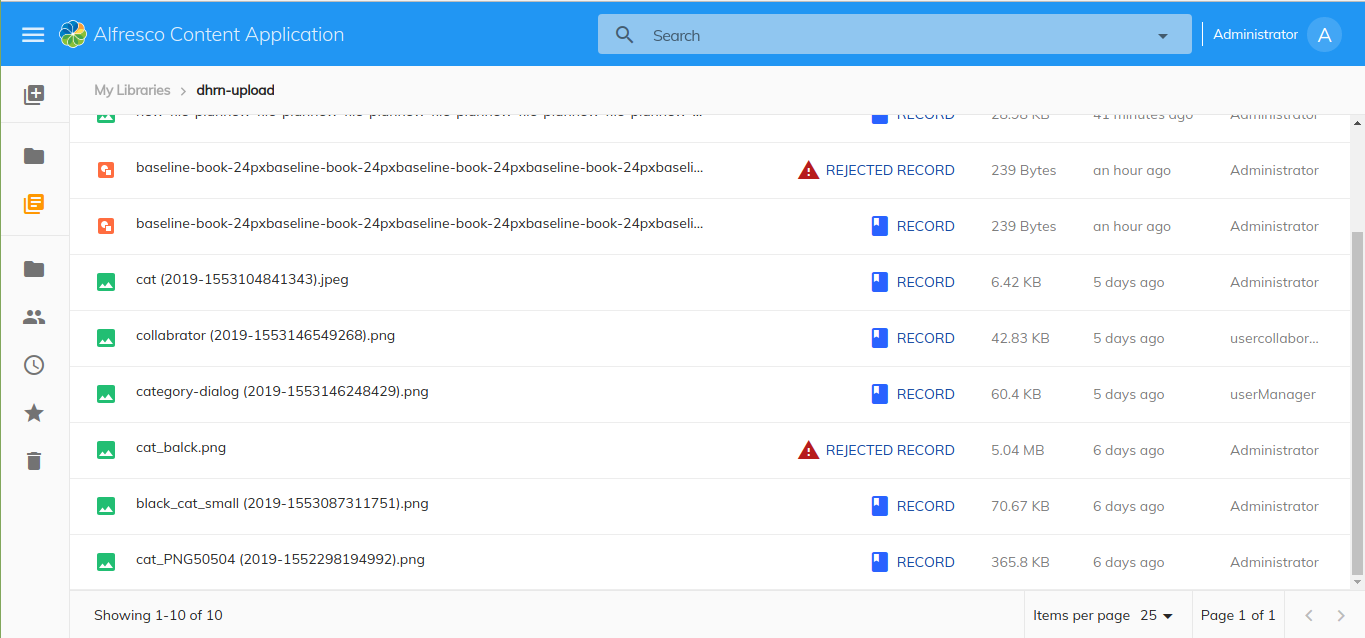 Alfresco Content Application
Search
Administrator A
My Libraries > dhrn-upload
RECORD 28.98 KB 41 minutes ago Administrator
baseline-book-24pxbaseline-book-24pxbaseline-book-24pxbaseline-book-24pxbaseli... REJECTED RECORD 239 Bytes an hour ago Administrator
baseline-book-24pxbaseline-book-24pxbaseline-book-24pxbaseline-book-24pxbaseli... RECORD 239 Bytes an hour ago Administrator
cat (2019-1553104841343).jpeg RECORD 6.42 KB 5 days ago Administrator
collabrator (2019-1553146549268).png RECORD 42.83 KB 5 days ago usercollabor...
category-dialog (2019-1553146248429).png RECORD 60.4 KB 5 days ago userManager
cat_balck.png REJECTED RECORD 5.04 MB 6 days ago Administrator
black_cat_small (2019-1553087311751).png RECORD 70.67 KB 6 days ago Administrator
cat_PNG50504 (2019-1552298194992).png RECORD 365.8 KB 6 days ago Administrator
Showing 1-10 of 10 Items per page 25 Page 1 of 1